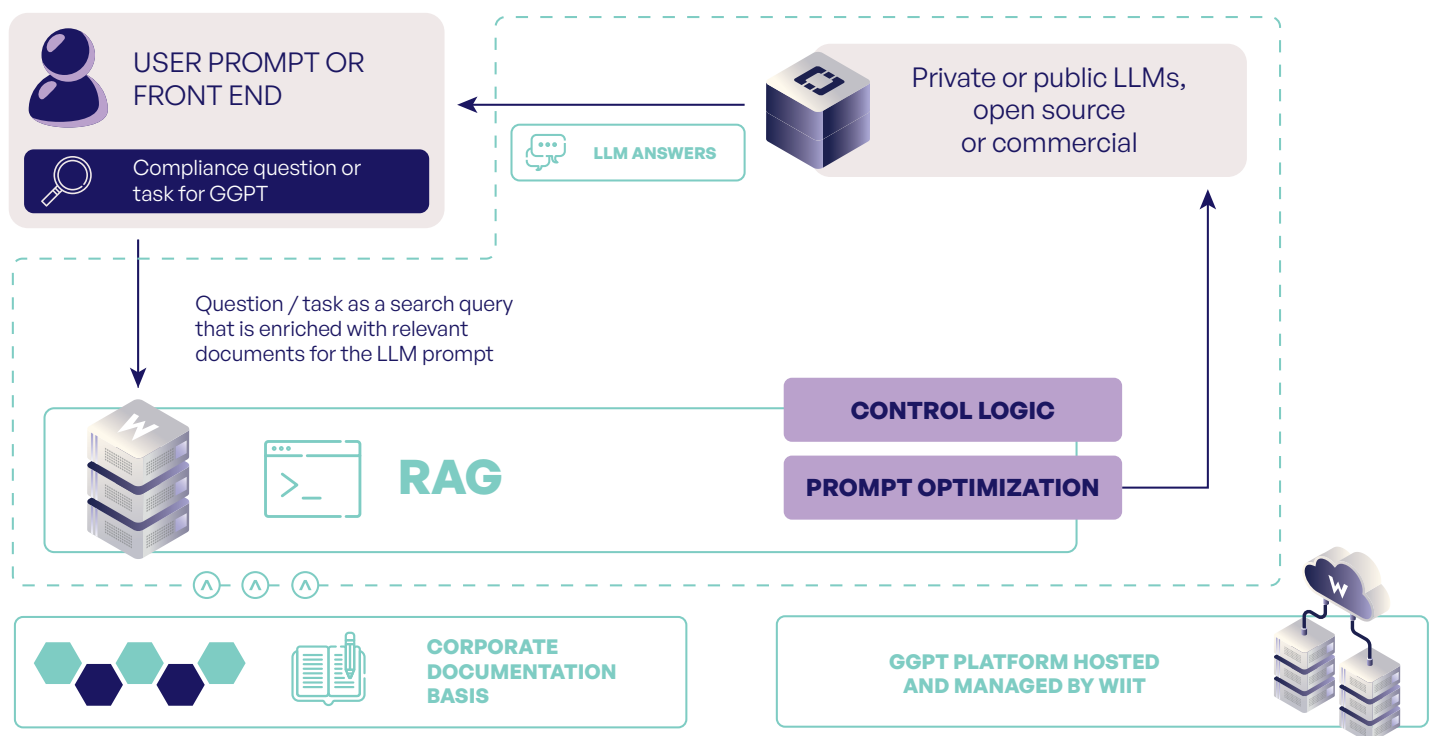 USER PROMPT OR
FRONT END
Compliance question or
task for GGPT
LLM ANSWERS
Private or public LLMs,
open source
or commercial
Question / task as a search query
that is enriched with relevant
documents for the LLM prompt
W
RAG
CONTROL LOGIC
PROMPT OPTIMIZATION
CORPORATE
DOCUMENTATION
BASIS
GGPT PLATFORM HOSTED
AND MANAGED BY WIIT
W